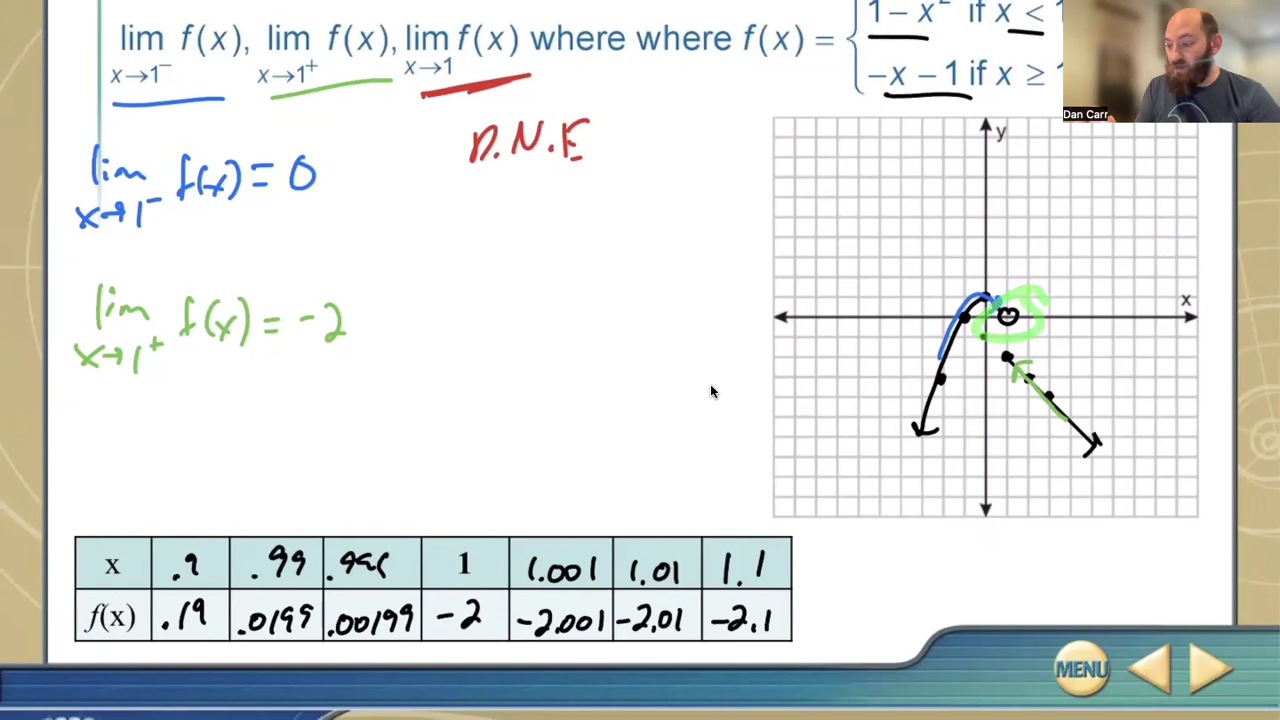 lim f(x), lim f(x), lim f(x) where where f(x) = { 1 − x² if x <
x→1⁻ x→1⁺ x→1 −x − 1 if x ≥ 1
Dan Carr
D.N.E
lim f(x) = 0
x→1⁻
lim f(x) = -2
x→1⁺
y
x
x .9 .99 .999 1 1.001 1.01 1.1
f(x) .19 .0199 .00199 -2 -2.001 -2.01 -2.1
MENU